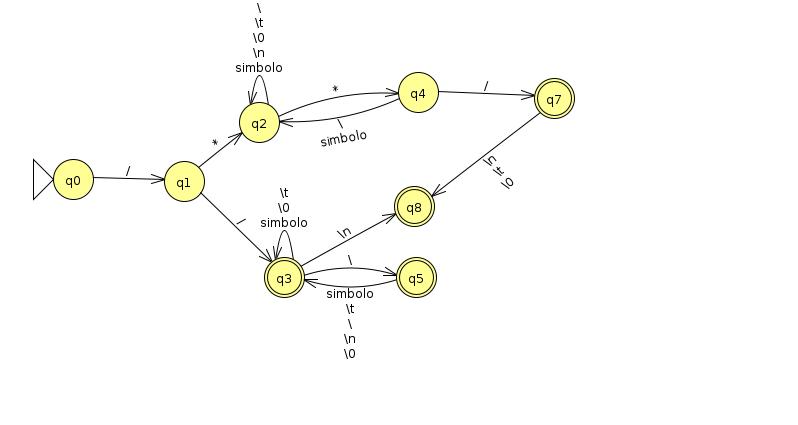 \
\t
\0
\n
simbolo
*
q4
/
q7
q2
\
simbolo
*
\n
\t
\0
/
q0
q1
/
\t
\0
simbolo
\n
q8
q3
\
q5
simbolo
\t
\
\n
\0